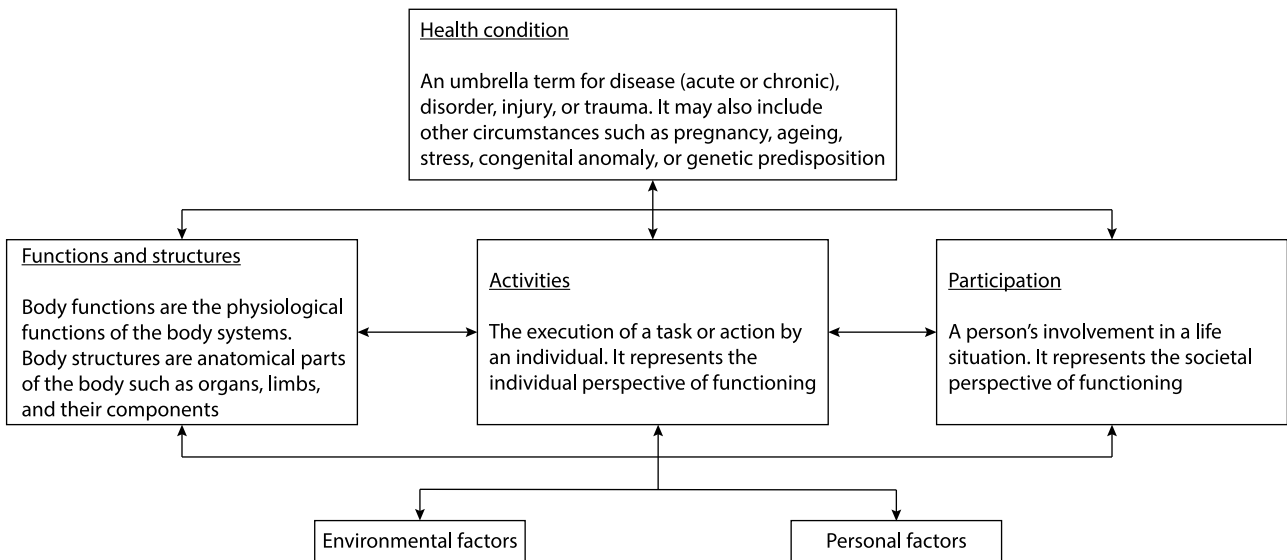 Health condition
An umbrella term for disease (acute or chronic),
disorder, injury, or trauma. It may also include
other circumstances such as pregnancy, ageing,
stress, congenital anomaly, or genetic predisposition
Functions and structures
Body functions are the physiological
functions of the body systems.
Body structures are anatomical parts
of the body such as organs, limbs,
and their components
Activities
The execution of a task or action by
an individual. It represents the
individual perspective of functioning
Participation
A person’s involvement in a life
situation. It represents the societal
perspective of functioning
Environmental factors
Personal factors